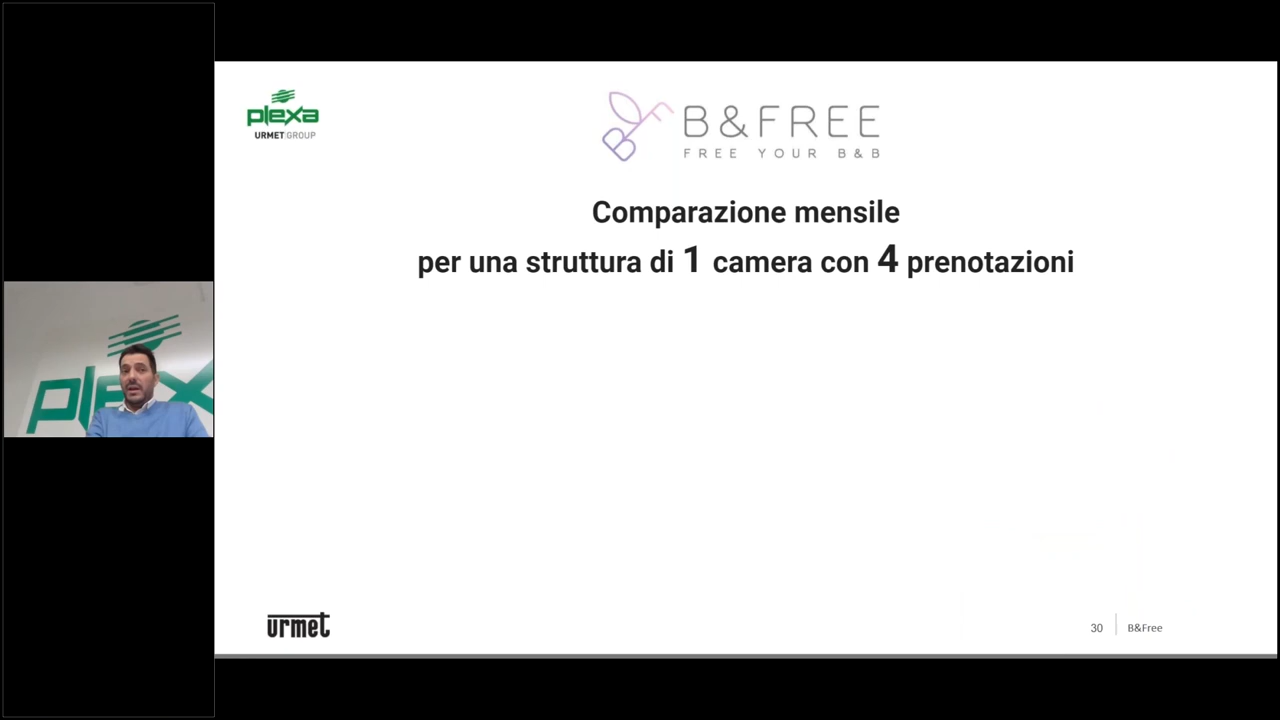 plexa
URMET GROUP
B&FREE
FREE YOUR B&B
Comparazione mensile
per una struttura di 1 camera con 4 prenotazioni
plexa
urmet
30
B&Free